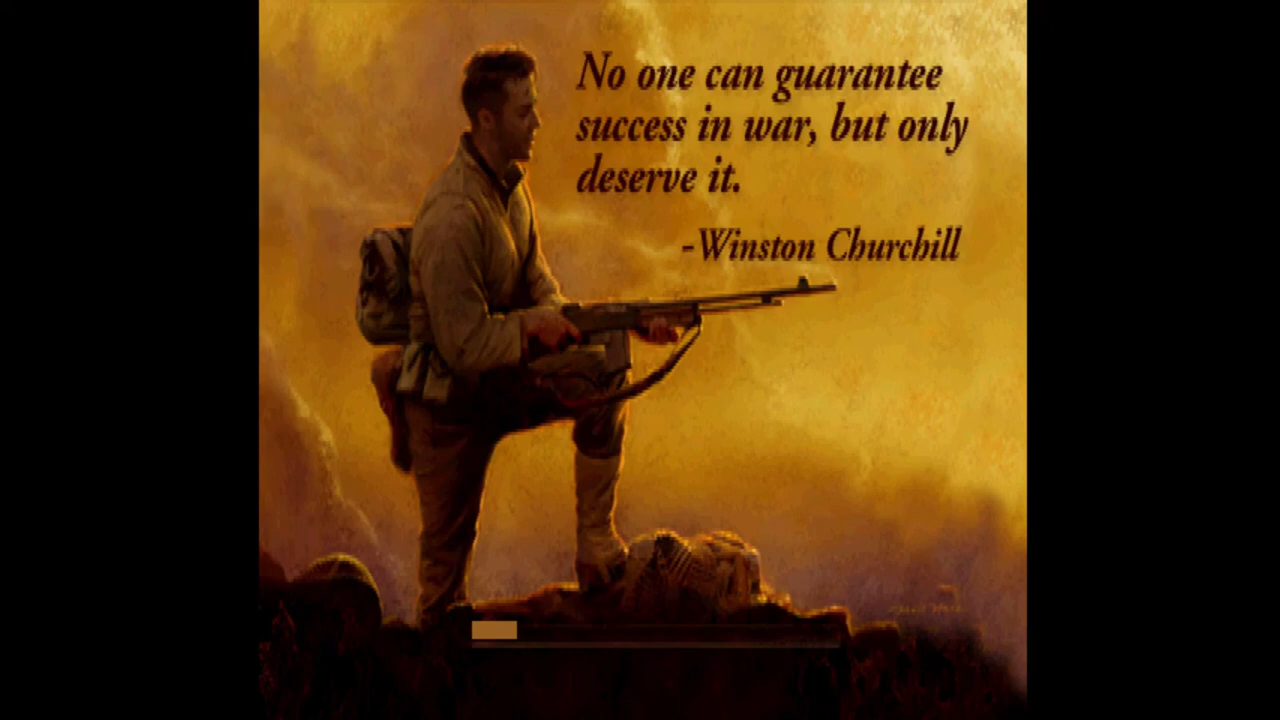 No one can guarantee
success in war, but only
deserve it.
-Winston Churchill